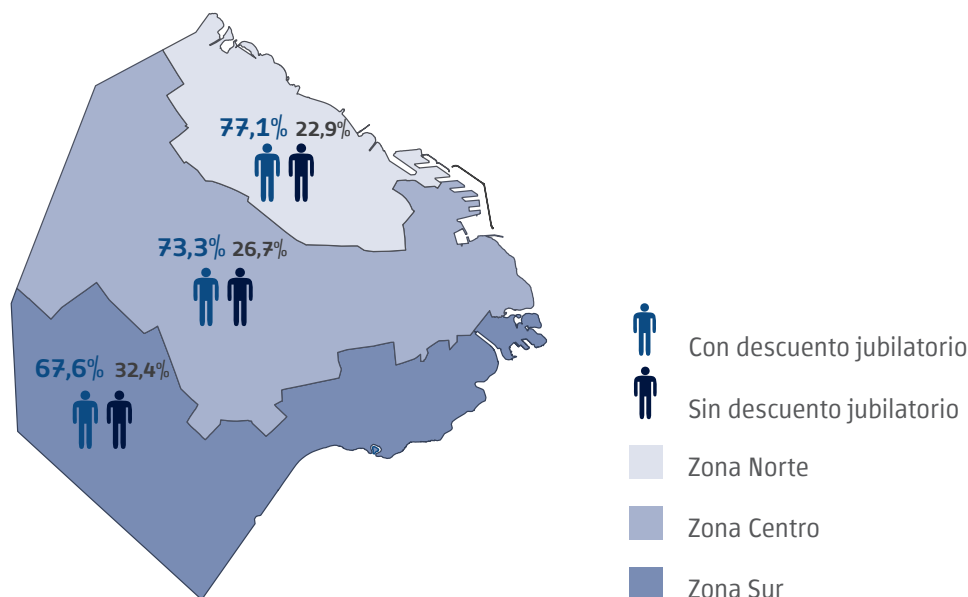 77,1% 22,9%
73,3% 26,7%
67,6% 32,4%
Con descuento jubilatorio
Sin descuento jubilatorio
Zona Norte
Zona Centro
Zona Sur